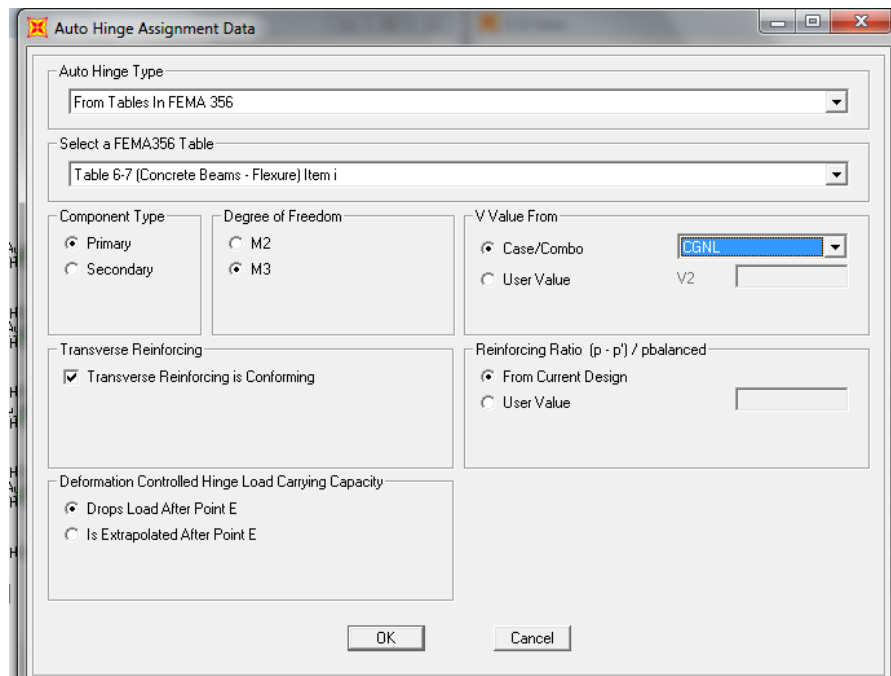 Auto Hinge Assignment Data
Auto Hinge Type
From Tables In FEMA 356
Select a FEMA356 Table
Table 6-7 (Concrete Beams - Flexure) Item i
Component Type
Primary
Secondary
Degree of Freedom
M2
M3
V Value From
Case/Combo
CGNL
User Value
V2
Transverse Reinforcing
Transverse Reinforcing is Conforming
Reinforcing Ratio (p - p') / pbalanced
From Current Design
User Value
Deformation Controlled Hinge Load Carrying Capacity
Drops Load After Point E
Is Extrapolated After Point E
OK
Cancel